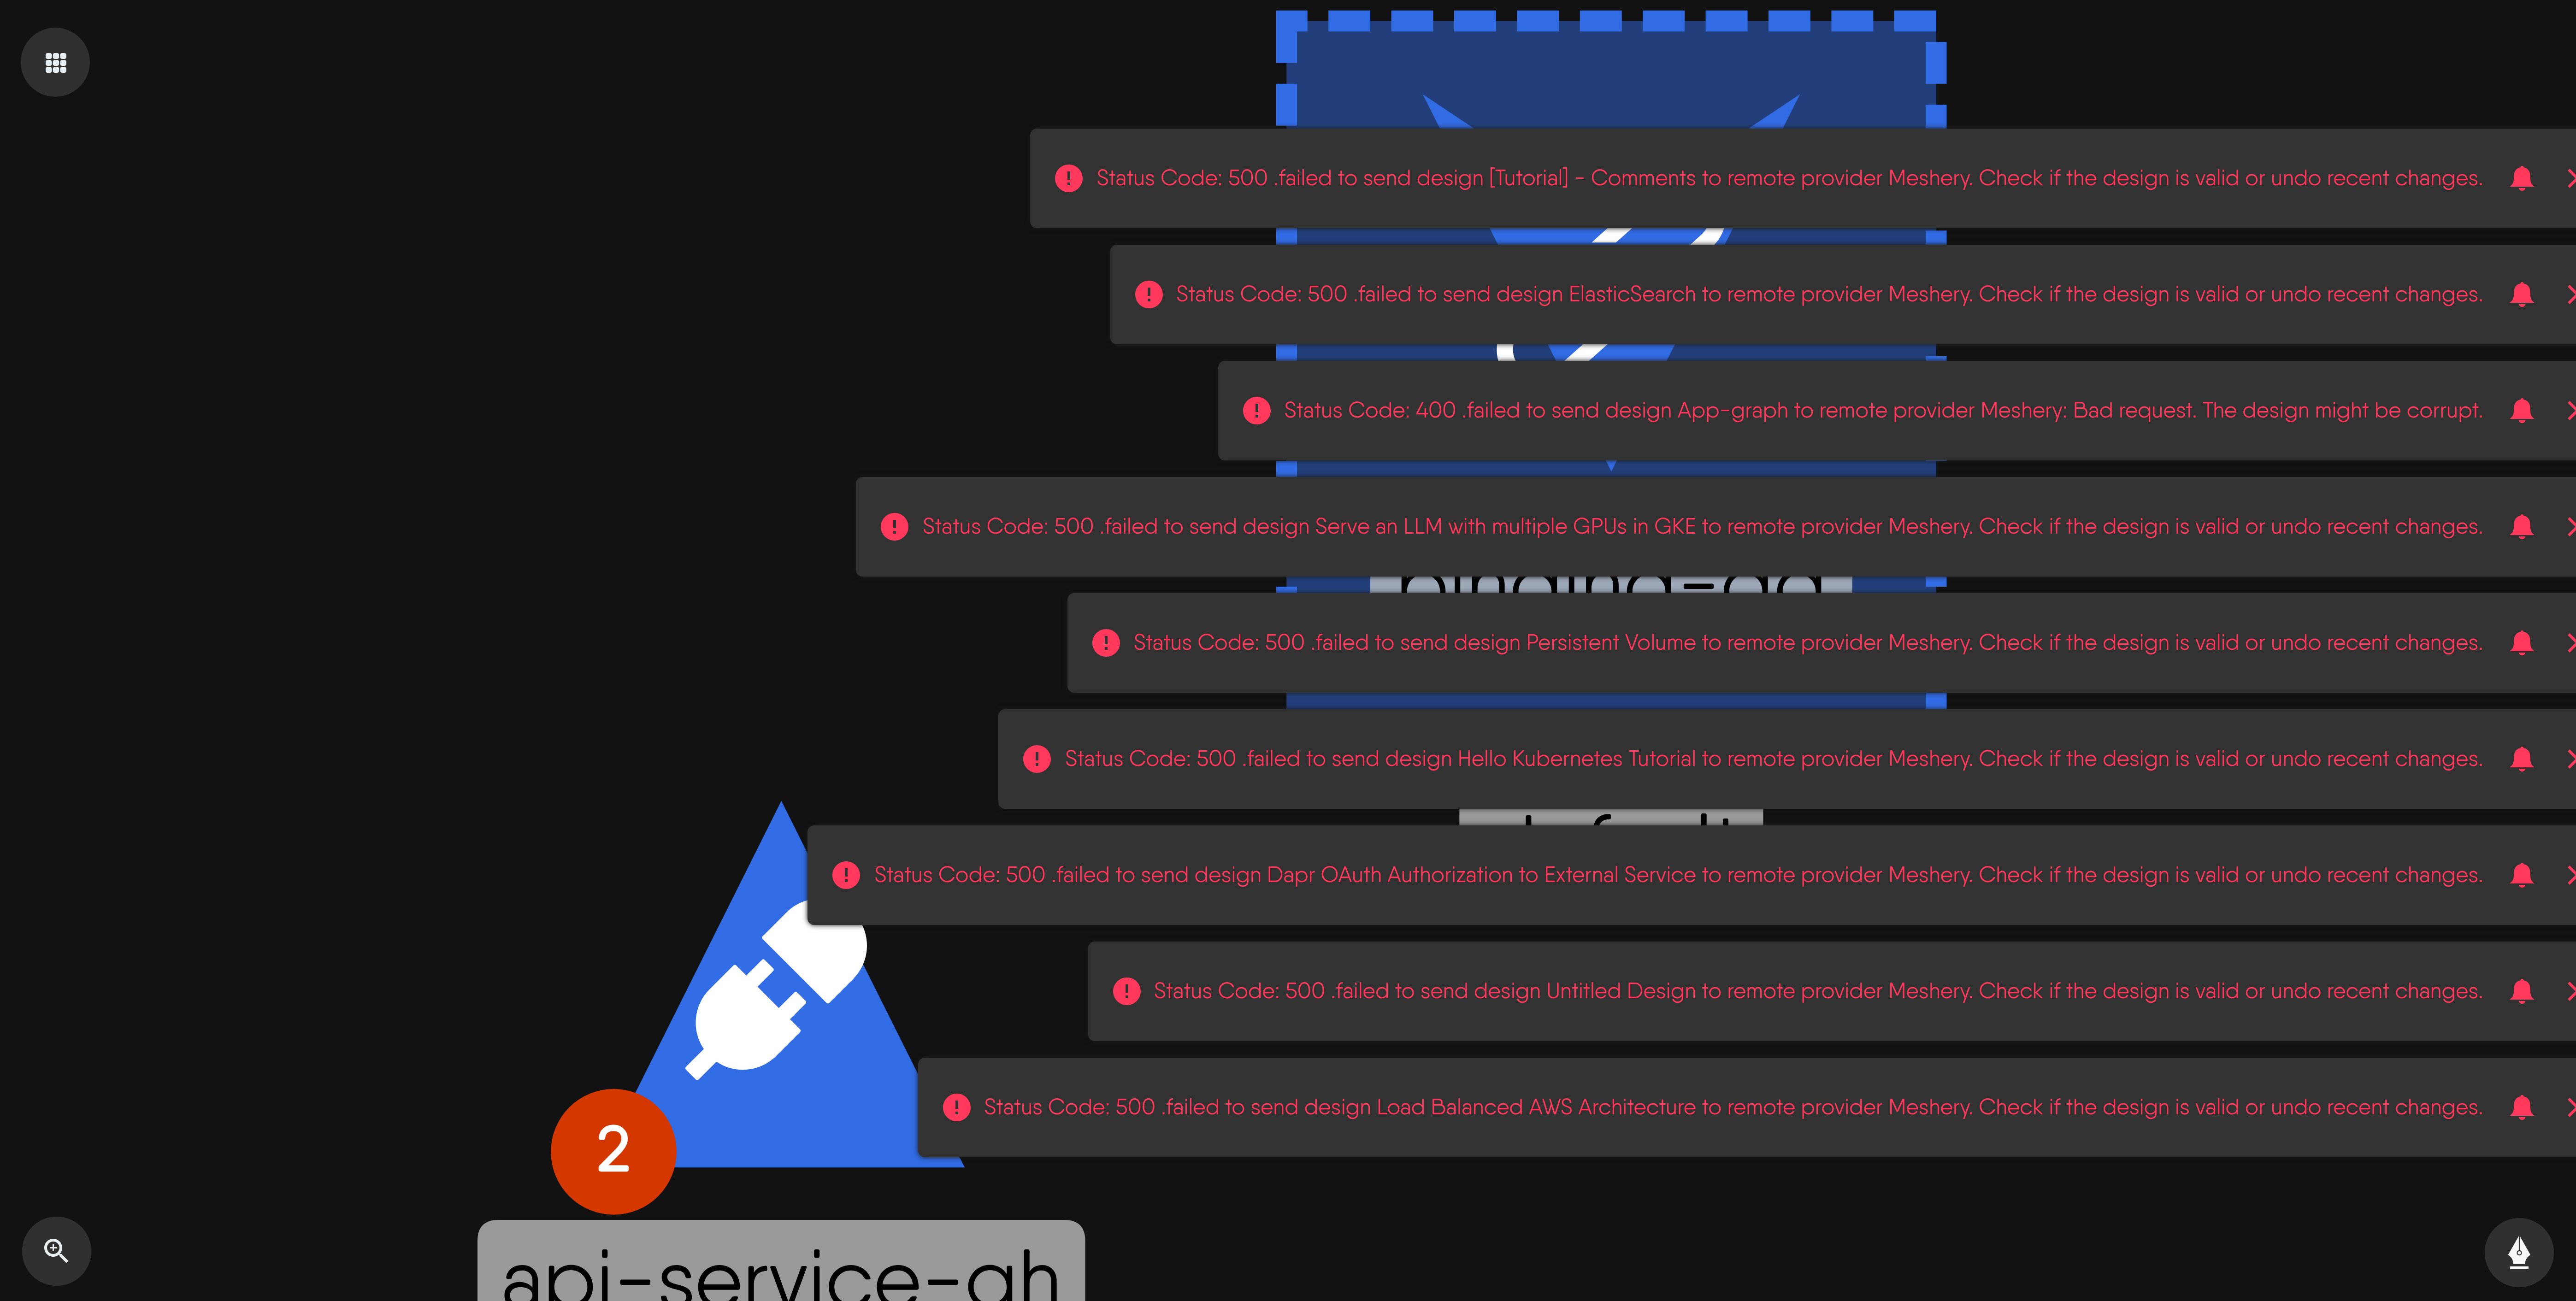 Status Code: 500 .failed to send design [Tutorial] - Comments to remote provider Meshery. Check if the design is valid or undo recent changes.
Status Code: 500 .failed to send design ElasticSearch to remote provider Meshery. Check if the design is valid or undo recent changes.
Status Code: 400 .failed to send design App-graph to remote provider Meshery: Bad request. The design might be corrupt.
Status Code: 500 .failed to send design Serve an LLM with multiple GPUs in GKE to remote provider Meshery. Check if the design is valid or undo recent changes.
Status Code: 500 .failed to send design Persistent Volume to remote provider Meshery. Check if the design is valid or undo recent changes.
Status Code: 500 .failed to send design Hello Kubernetes Tutorial to remote provider Meshery. Check if the design is valid or undo recent changes.
Status Code: 500 .failed to send design Dapr OAuth Authorization to External Service to remote provider Meshery. Check if the design is valid or undo recent changes.
Status Code: 500 .failed to send design Untitled Design to remote provider Meshery. Check if the design is valid or undo recent changes.
Status Code: 500 .failed to send design Load Balanced AWS Architecture to remote provider Meshery. Check if the design is valid or undo recent changes.
2